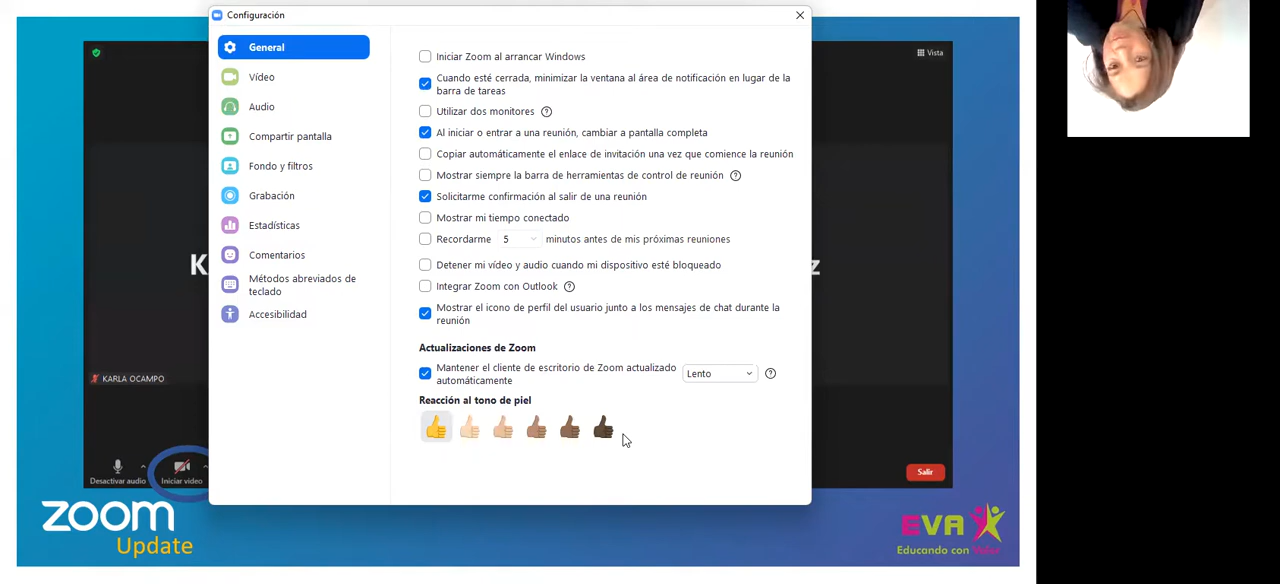 Configuración
General
Vídeo
Audio
Compartir pantalla
Fondo y filtros
Grabación
Estadísticas
Comentarios
Métodos abreviados de
teclado
Accesibilidad
Iniciar Zoom al arrancar Windows
Cuando esté cerrada, minimizar la ventana al área de notificación en lugar de la
barra de tareas
Utilizar dos monitores
Al iniciar o entrar a una reunión, cambiar a pantalla completa
Copiar automáticamente el enlace de invitación una vez que comience la reunión
Mostrar siempre la barra de herramientas de control de reunión
Solicitarme confirmación al salir de una reunión
Mostrar mi tiempo conectado
Recordarme 5 minutos antes de mis próximas reuniones
Detener mi vídeo y audio cuando mi dispositivo esté bloqueado
Integrar Zoom con Outlook
Mostrar el icono de perfil del usuario junto a los mensajes de chat durante la
reunión
Actualizaciones de Zoom
Mantener el cliente de escritorio de Zoom actualizado
automáticamente
Lento
Reacción al tono de piel
Vista
K
z
KARLA OCAMPO
Desactivar audio
Iniciar video
Salir
zoom
Update
EVA
Educando con Valor